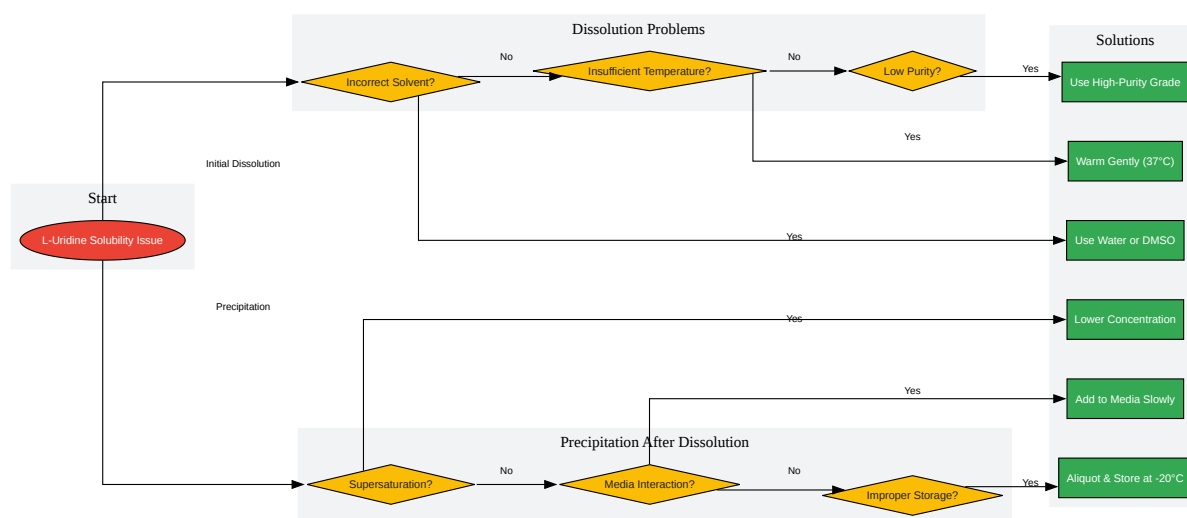 Dissolution Problems
Solutions
Incorrect Solvent?
No
Insufficient Temperature?
No
Low Purity?
Yes
Use High-Purity Grade
Yes
Warm Gently (37°C)
Initial Dissolution
Start
L-Uridine Solubility Issue
Yes
Use Water or DMSO
Precipitation
Yes
Lower Concentration
Yes
Add to Media Slowly
Precipitation After Dissolution
Supersaturation?
No
Media Interaction?
No
Improper Storage?
Yes
Aliquot & Store at -20°C